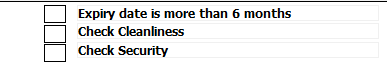 Expiry date is more than 6 months
Check Cleanliness
Check Security